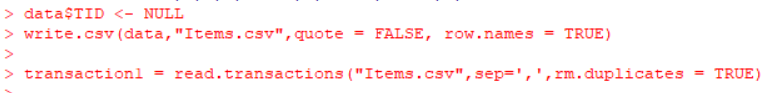 > data$TID <- NULL
> write.csv(data,"Items.csv",quote = FALSE, row.names = TRUE)
>
> transaction1 = read.transactions("Items.csv",sep=',',rm.duplicates = TRUE)